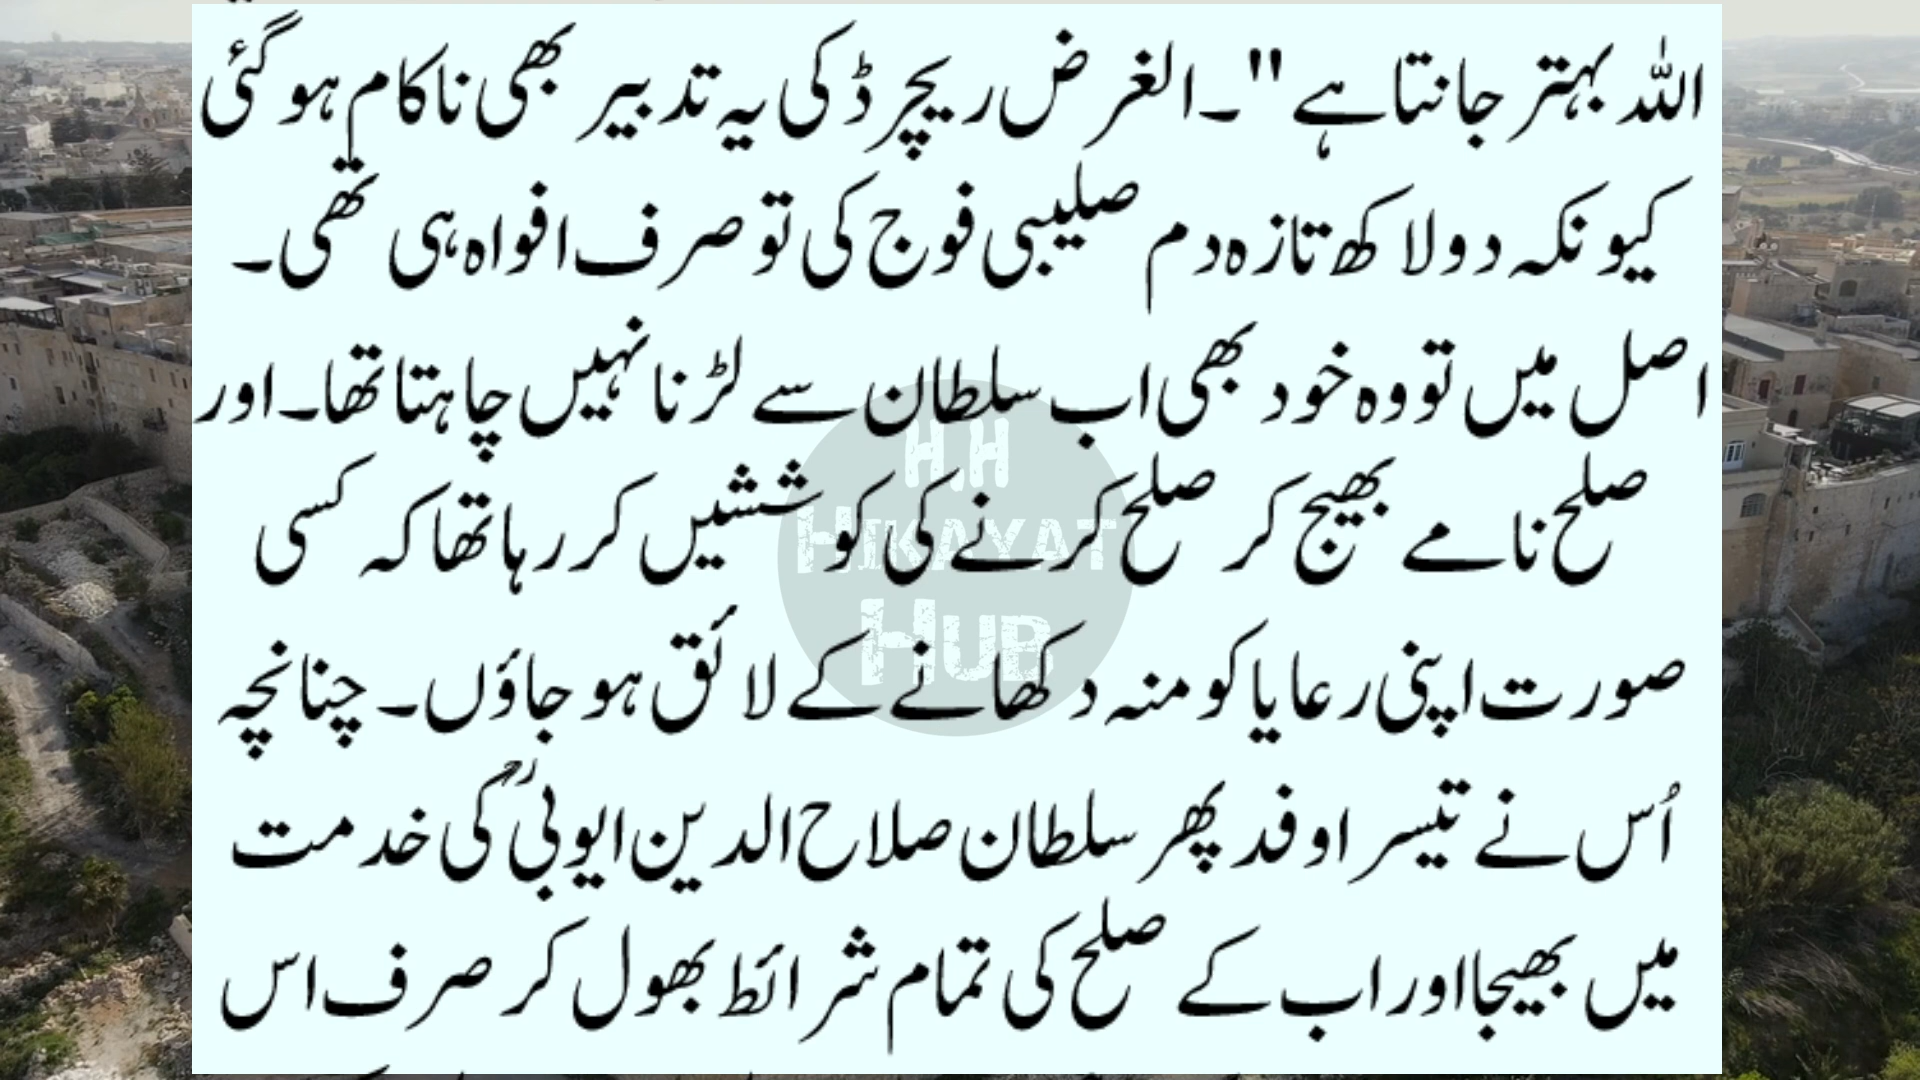 اللہ بہتر جانتا ہے"۔ الغرض ریچرڈ کی یہ تدبیر بھی ناکام ہو گئی
کیونکہ دو لاکھ تازہ دم صلیبی فوج کی تو صرف افواہ ہی تھی۔
اصل میں تو وہ خود بھی اب سلطان سے لڑنا نہیں چاہتا تھا۔ اور
صلح نامے بھیج کر صلح کرنے کی کوششیں کر رہا تھا کہ کسی
صورت اپنی رعایا کو منہ دکھانے کے لائق ہو جاؤں۔ چنانچہ
اُس نے تیسرا وفد پھر سلطان صلاح الدین ایوبیؒ کی خدمت
میں بھیجا اور اب کے صلح کی تمام شرائط بھول کر صرف اس
H.H
HIKAYAT
HUB